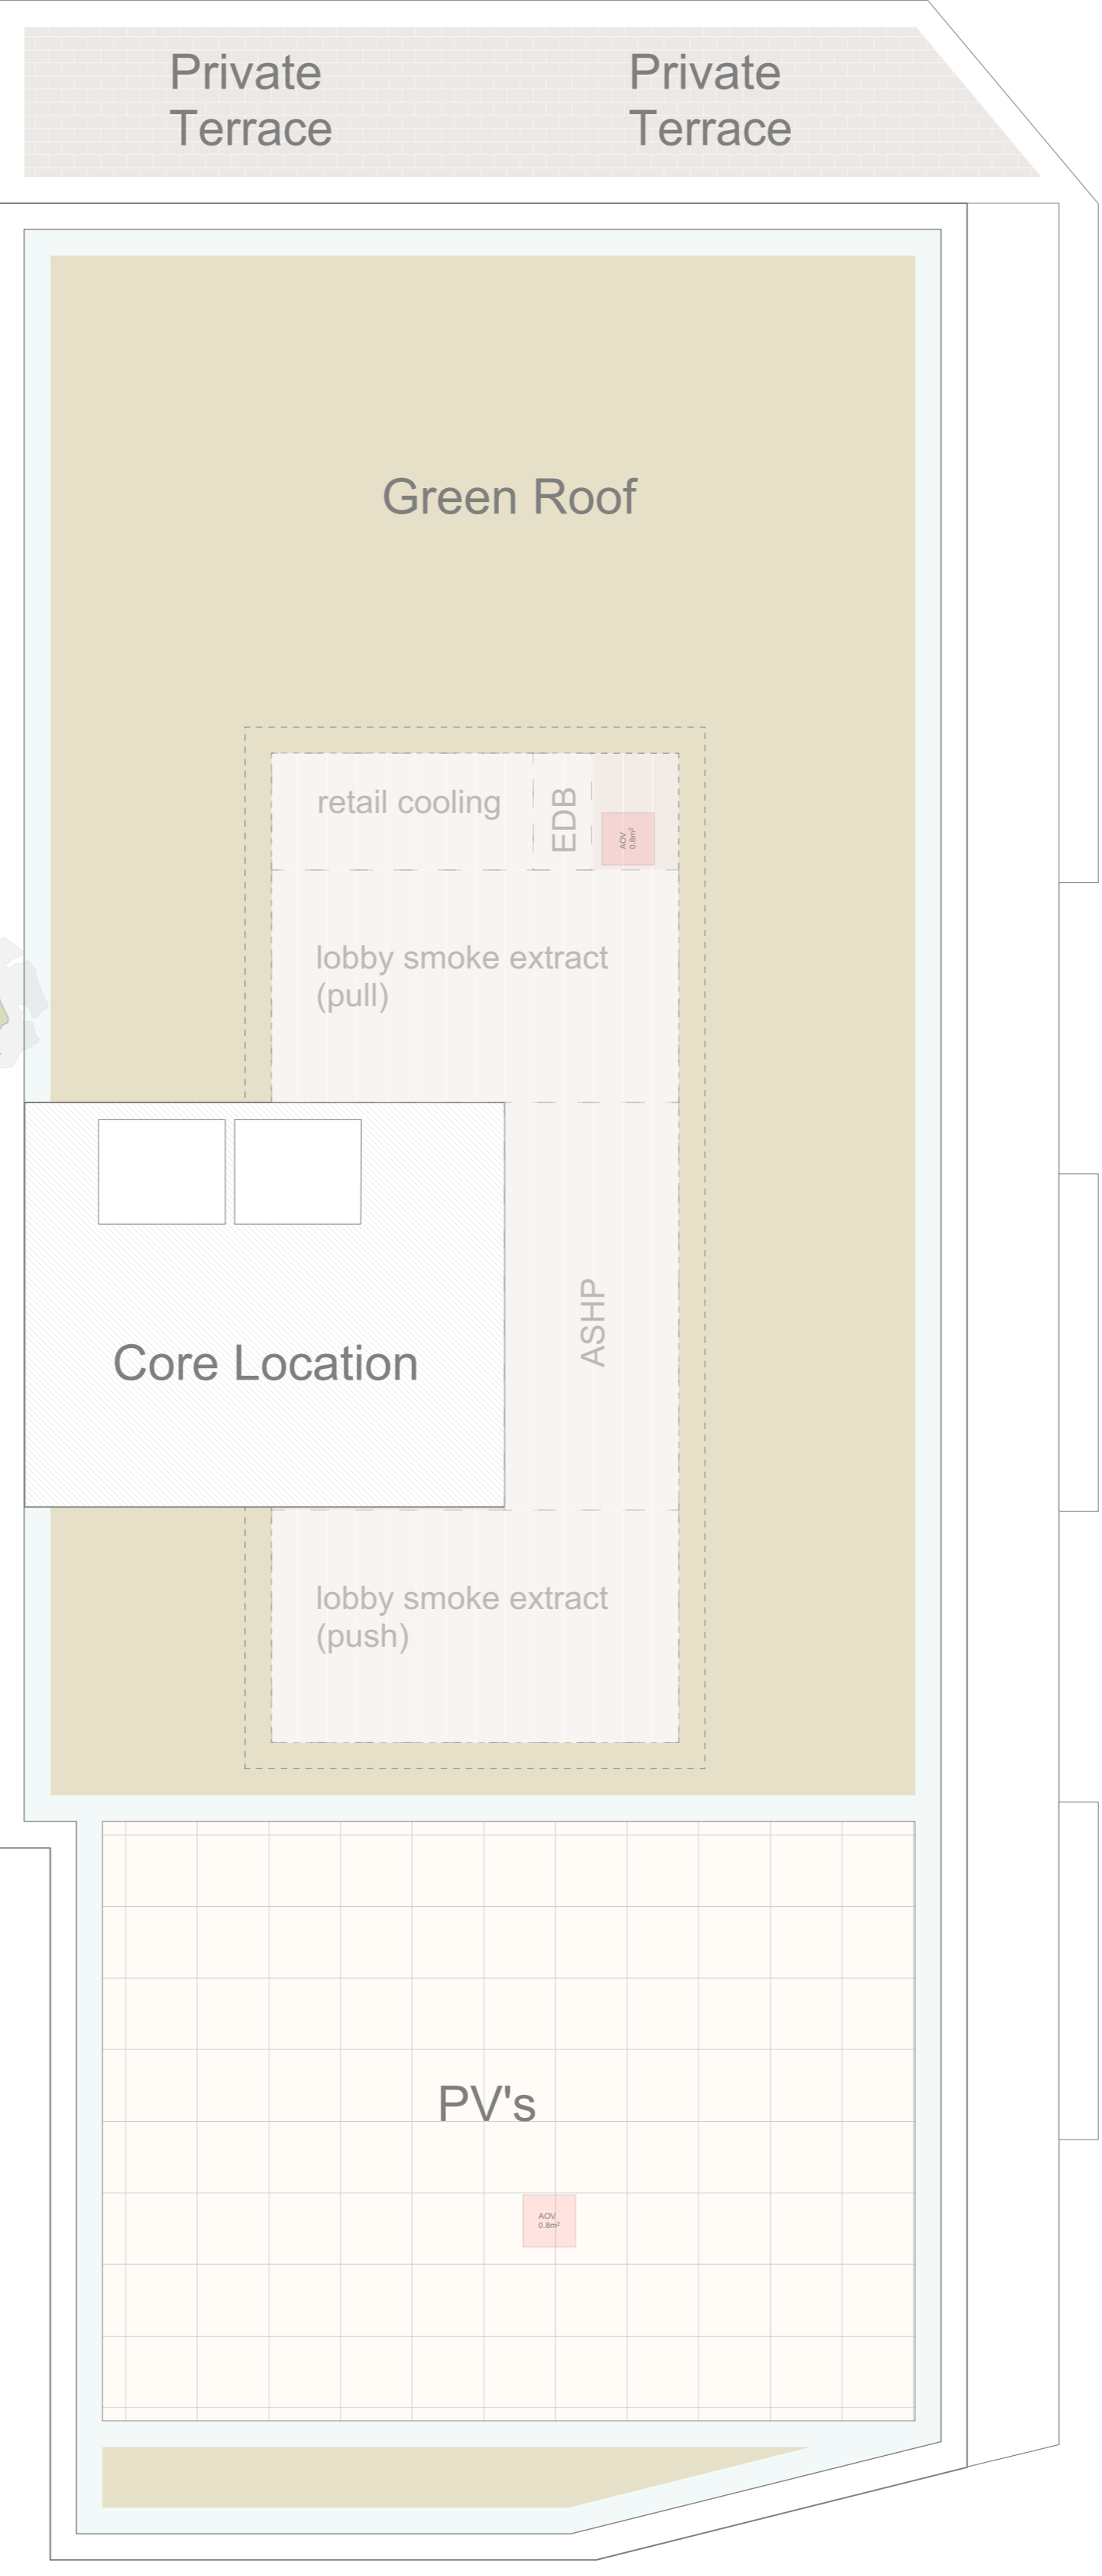 Private
Terrace
Private
Terrace
Green Roof
retail cooling
EDB
AOV
0.8m²
lobby smoke extract
(pull)
ASHP
Core Location
lobby smoke extract
(push)
PV's
AOV
0.8m²